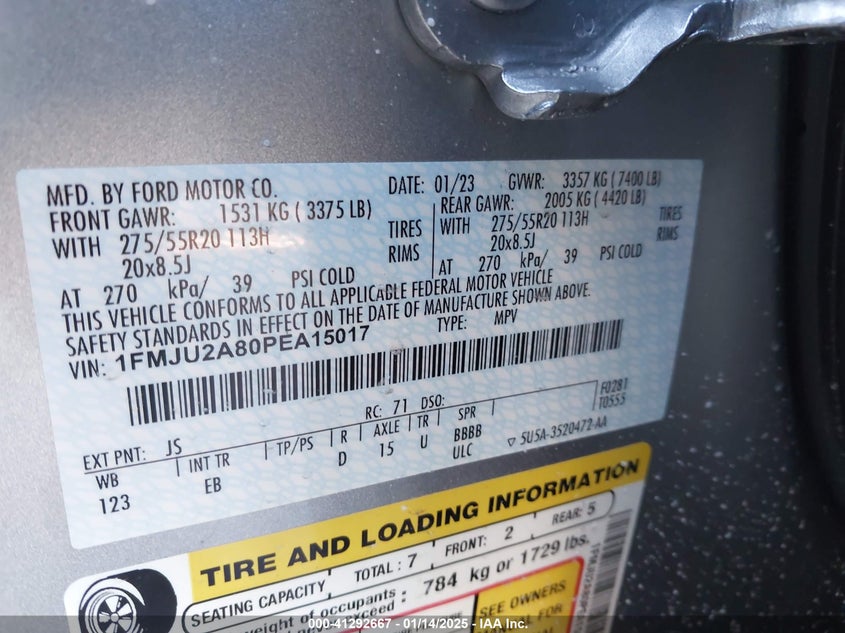 MFD. BY FORD MOTOR CO. DATE: 01/23 GVWR: 3357 KG ( 7400 LB)
FRONT GAWR: 1531 KG ( 3375 LB) REAR GAWR: 2005 KG ( 4420 LB)
WITH 275/55R20 113H TIRES WITH 275/55R20 113H TIRES
20x8.5J RIMS 20x8.5J RIMS
AT 270 kPa/ 39 PSI COLD AT 270 kPa/ 39 PSI COLD
THIS VEHICLE CONFORMS TO ALL APPLICABLE FEDERAL MOTOR VEHICLE
SAFETY STANDARDS IN EFFECT ON THE DATE OF MANUFACTURE SHOWN ABOVE.
VIN: 1FMJU2A80PEA15017 TYPE: MPV
F0281
T0555
RC: 71 DSO:
EXT PNT: JS
WB INT TR TP/PS R AXLE TR SPR
123 EB D 15 U BBBB
ULC
▽ 5U5A-3520472-AA
TIRE AND LOADING INFORMATION
SEATING CAPACITY TOTAL : 7 FRONT: 2 REAR: 5
weight of occupants
exceed : 784 kg or 1729 lbs.
SEE OWNERS
MANUAL FOR
000-41292667 - 01/14/2025 - IAA Inc.